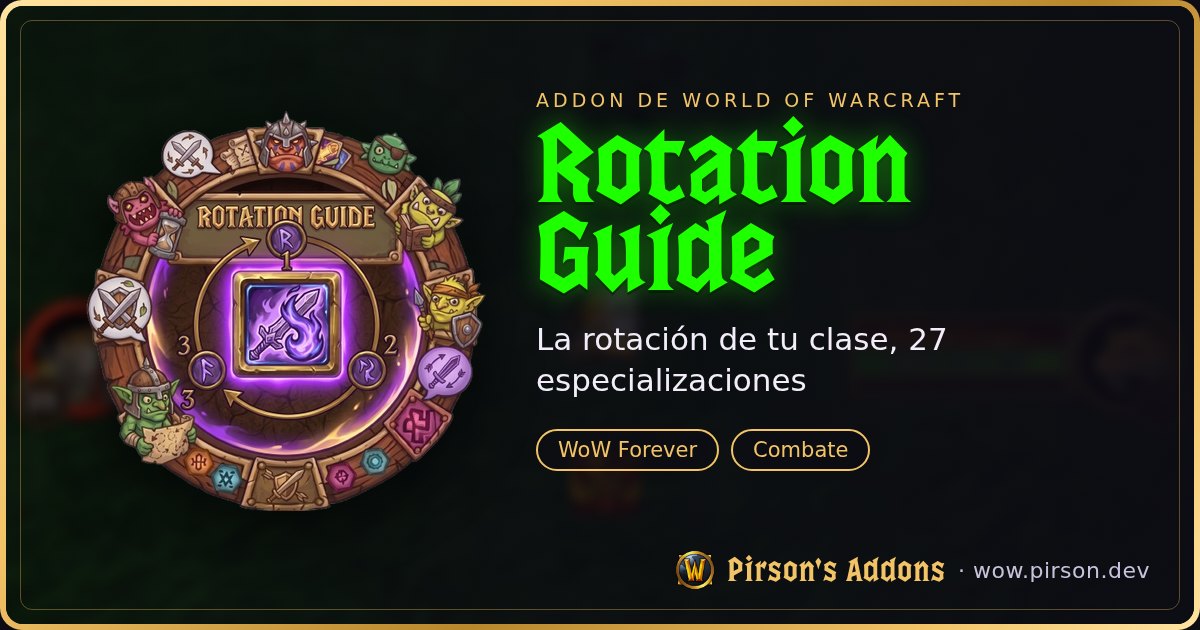 ADDON DE WORLD OF WARCRAFT
Rotation
Guide
La rotación de tu clase, 27
especializaciones
WoW Forever
Combate
ROTATION GUIDE
1
3
2
3
W
Pirson's Addons · wow.pirson.dev